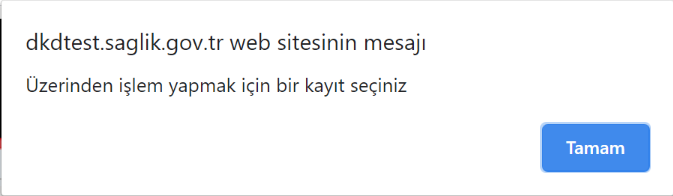 dkdtest.saglik.gov.tr web sitesinin mesajı
Üzerinden işlem yapmak için bir kayıt seçiniz
Tamam